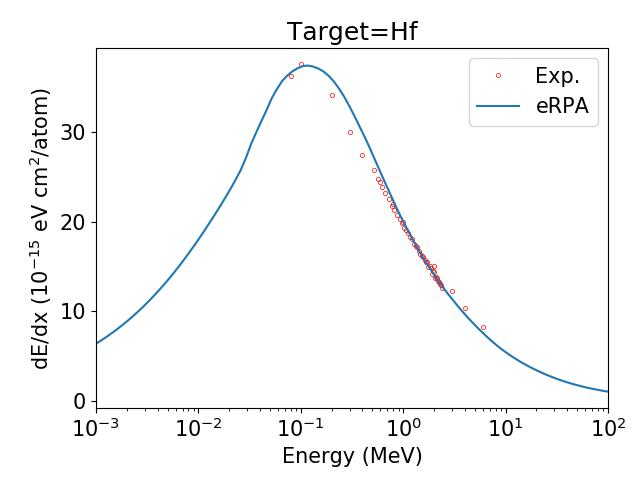 Target=Hf
Exp.
eRPA
dE/dx (10⁻¹⁵ eV cm²/atom)
30
20
10
0
10⁻³ 10⁻² 10⁻¹ 10⁰ 10¹ 10²
Energy (MeV)